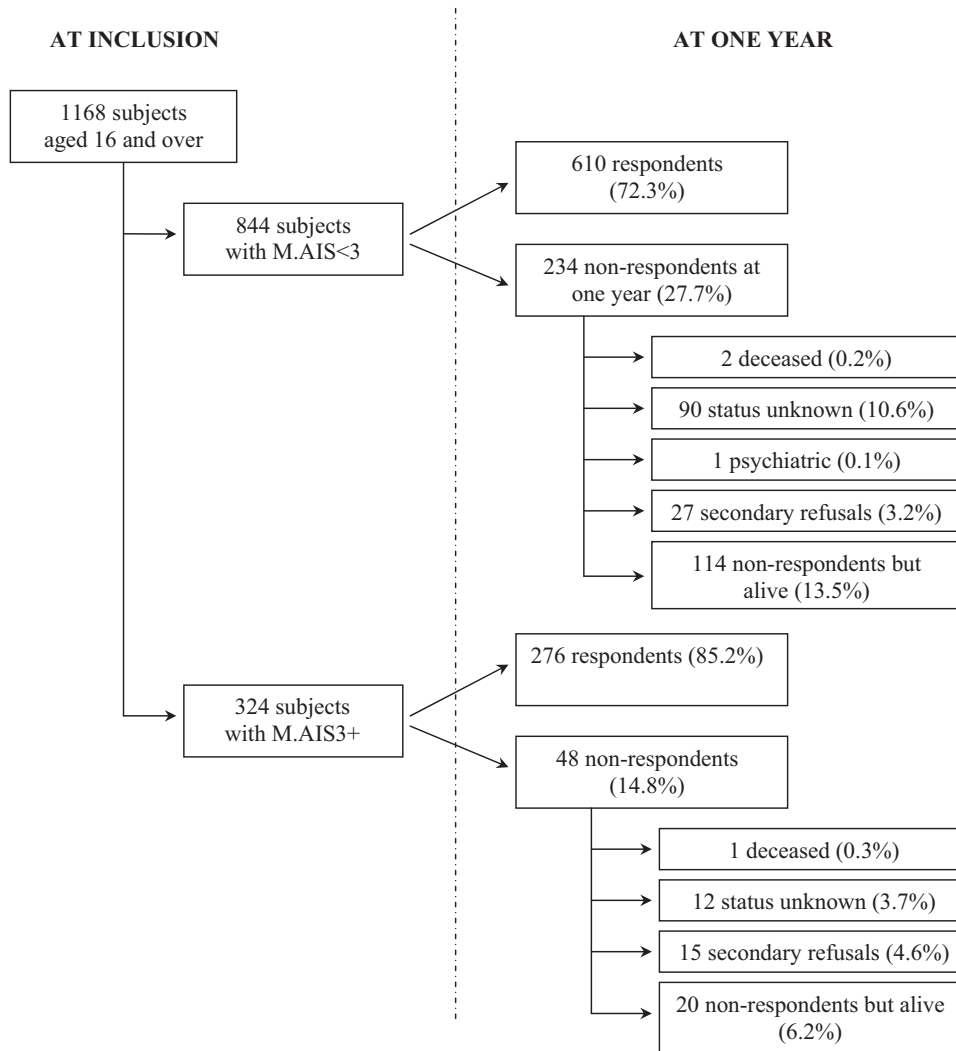 AT INCLUSION
AT ONE YEAR
1168 subjects
aged 16 and over
610 respondents
(72.3%)
844 subjects
with M.AIS<3
234 non-respondents at
one year (27.7%)
2 deceased (0.2%)
90 status unknown (10.6%)
1 psychiatric (0.1%)
27 secondary refusals (3.2%)
114 non-respondents but
alive (13.5%)
276 respondents (85.2%)
324 subjects
with M.AIS3+
48 non-respondents
(14.8%)
1 deceased (0.3%)
12 status unknown (3.7%)
15 secondary refusals (4.6%)
20 non-respondents but alive
(6.2%)